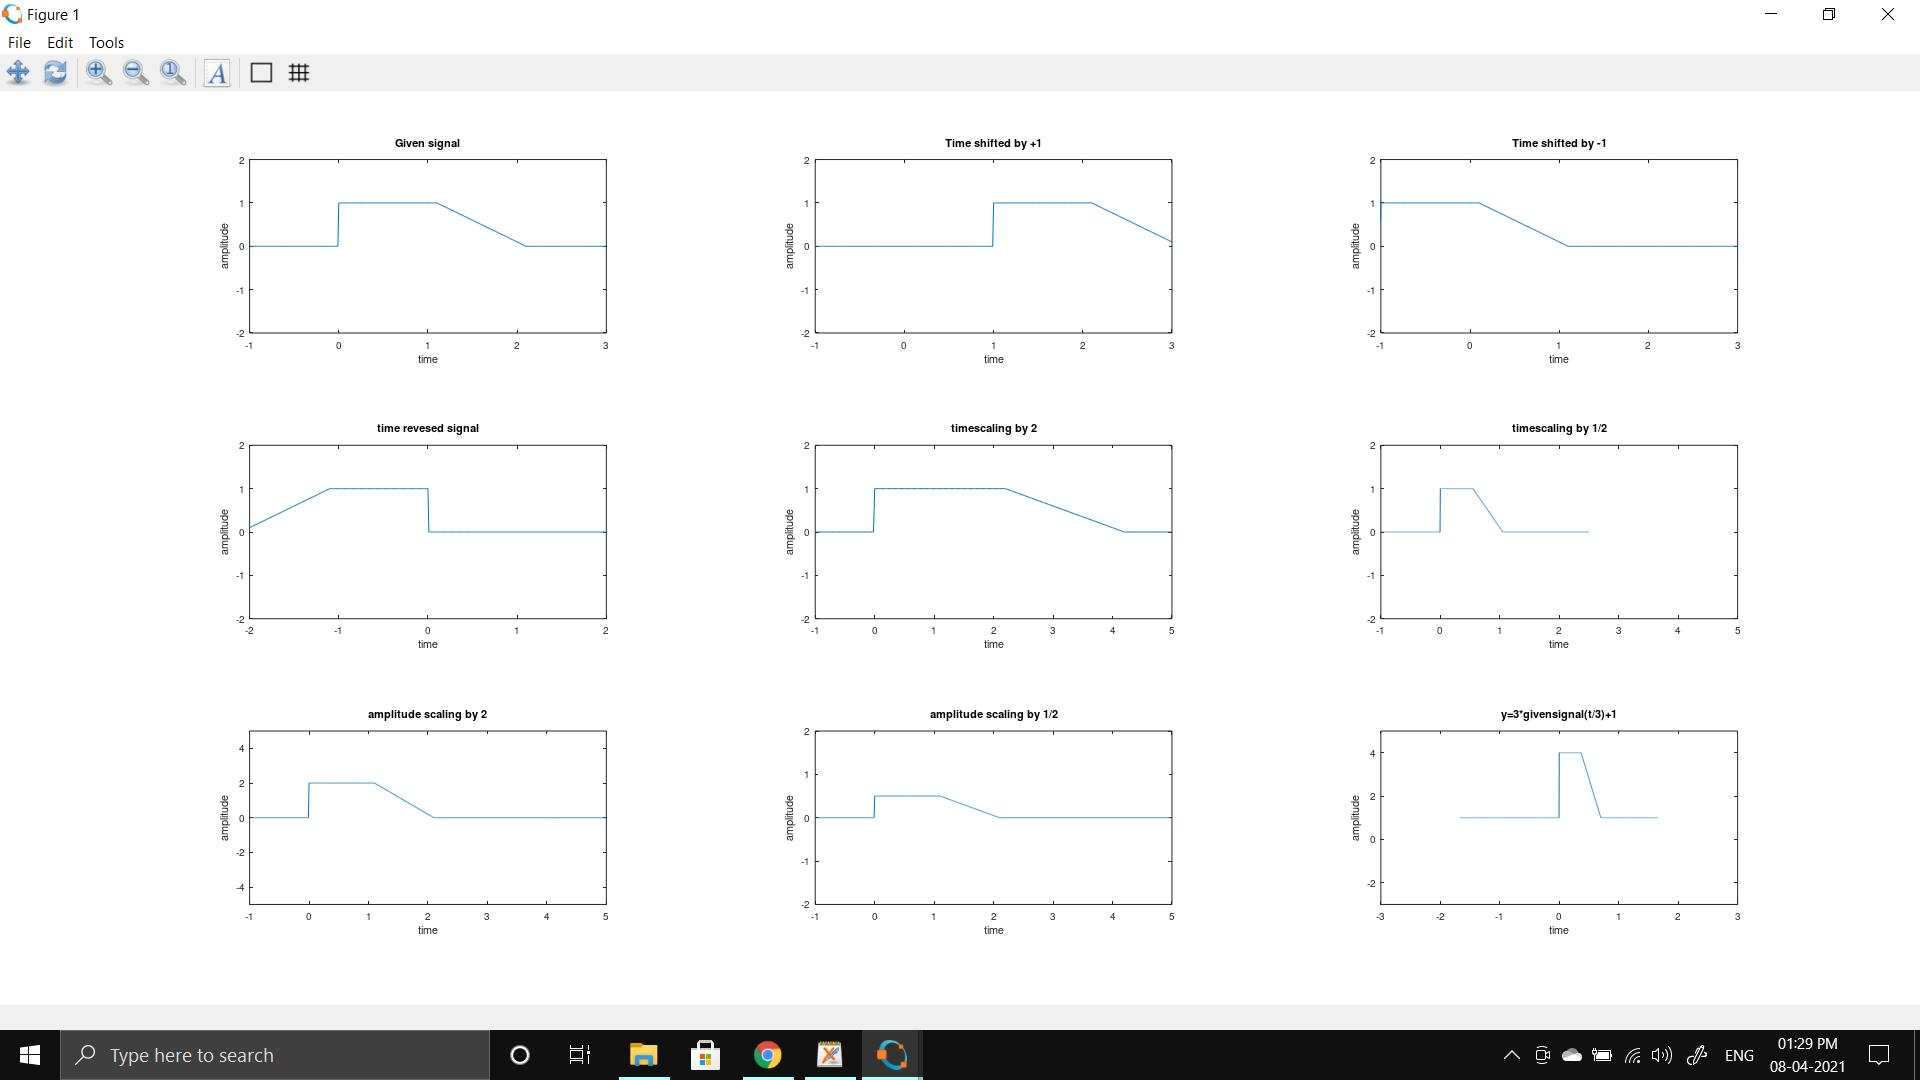 Figure 1
File Edit Tools
A
Given signal
2
1
0
-1
-2
-1 0 1 2 3
amplitude
time
Time shifted by +1
2
1
0
-1
-2
-1 0 1 2 3
amplitude
time
Time shifted by -1
2
1
0
-1
-2
-1 0 1 2 3
amplitude
time
time revesed signal
2
1
0
-1
-2
-2 -1 0 1 2
amplitude
time
timescaling by 2
2
1
0
-1
-2
-1 0 1 2 3 4 5
amplitude
time
timescaling by 1/2
2
1
0
-1
-2
-1 0 1 2 3 4 5
amplitude
time
amplitude scaling by 2
4
2
0
-2
-4
-1 0 1 2 3 4 5
amplitude
time
amplitude scaling by 1/2
2
1
0
-1
-2
-1 0 1 2 3 4 5
amplitude
time
y=3*givensignal(t/3)+1
4
2
0
-2
-3 -2 -1 0 1 2 3
amplitude
time
Type here to search
ENG
01:29 PM
08-04-2021